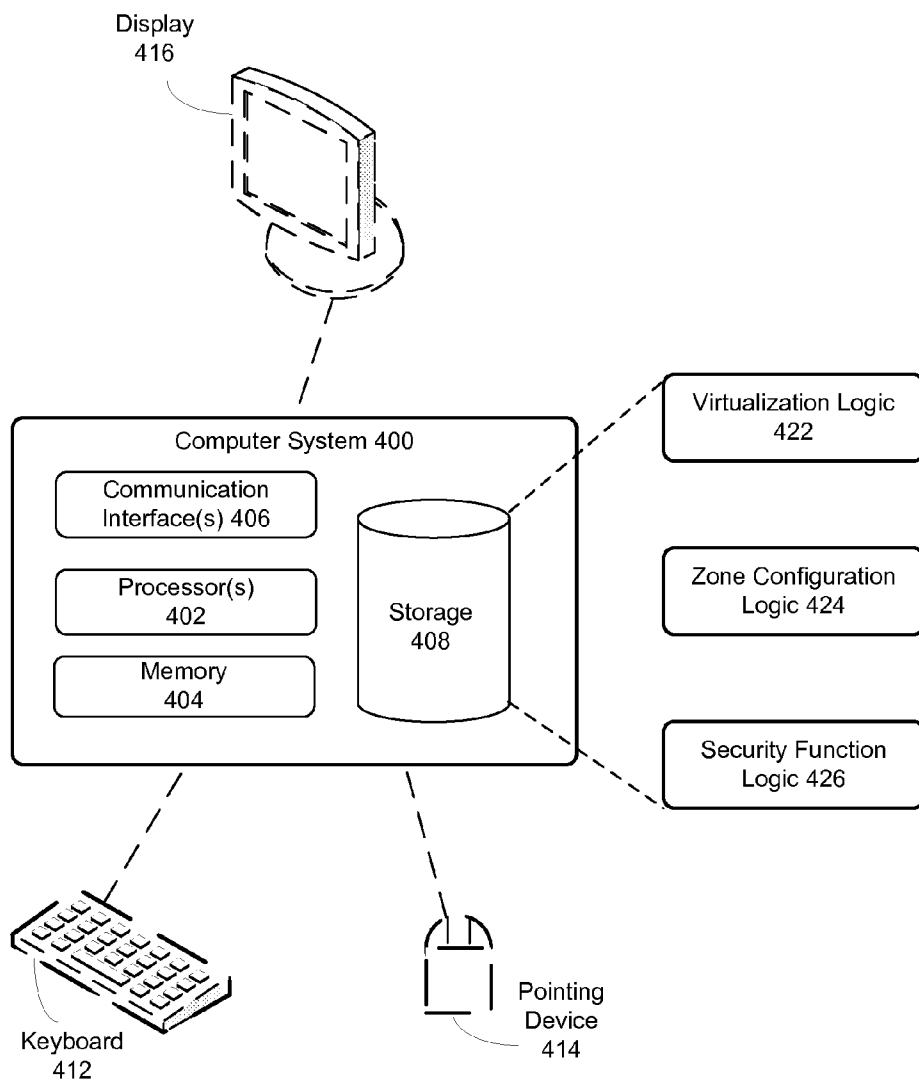 Display
416
Computer System 400
Communication
Interface(s) 406
Processor(s)
402
Memory
404
Storage
408
Virtualization Logic
422
Zone Configuration
Logic 424
Security Function
Logic 426
Keyboard
412
Pointing
Device
414